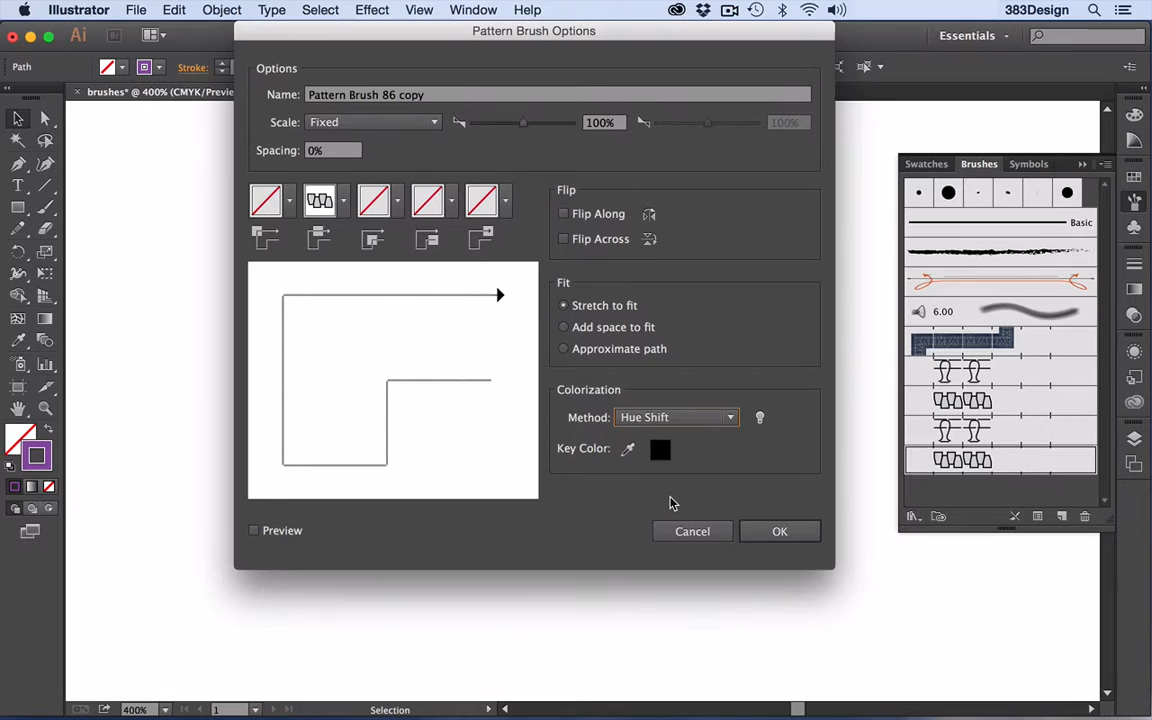 Illustrator File Edit Object Type Select Effect View Window Help 383Design
Pattern Brush Options
Ai Br Essentials
Path Stroke:
brushes* @ 400% (CMYK/Preview
Options
Name: Pattern Brush 86 copy
Scale: Fixed 100% 100%
Spacing: 0%
Flip
Flip Along
Flip Across
Fit
Stretch to fit
Add space to fit
Approximate path
Colorization
Method: Hue Shift
Key Color:
Preview
Cancel OK
Swatches Brushes Symbols
Basic
6.00
400% 1 Selection